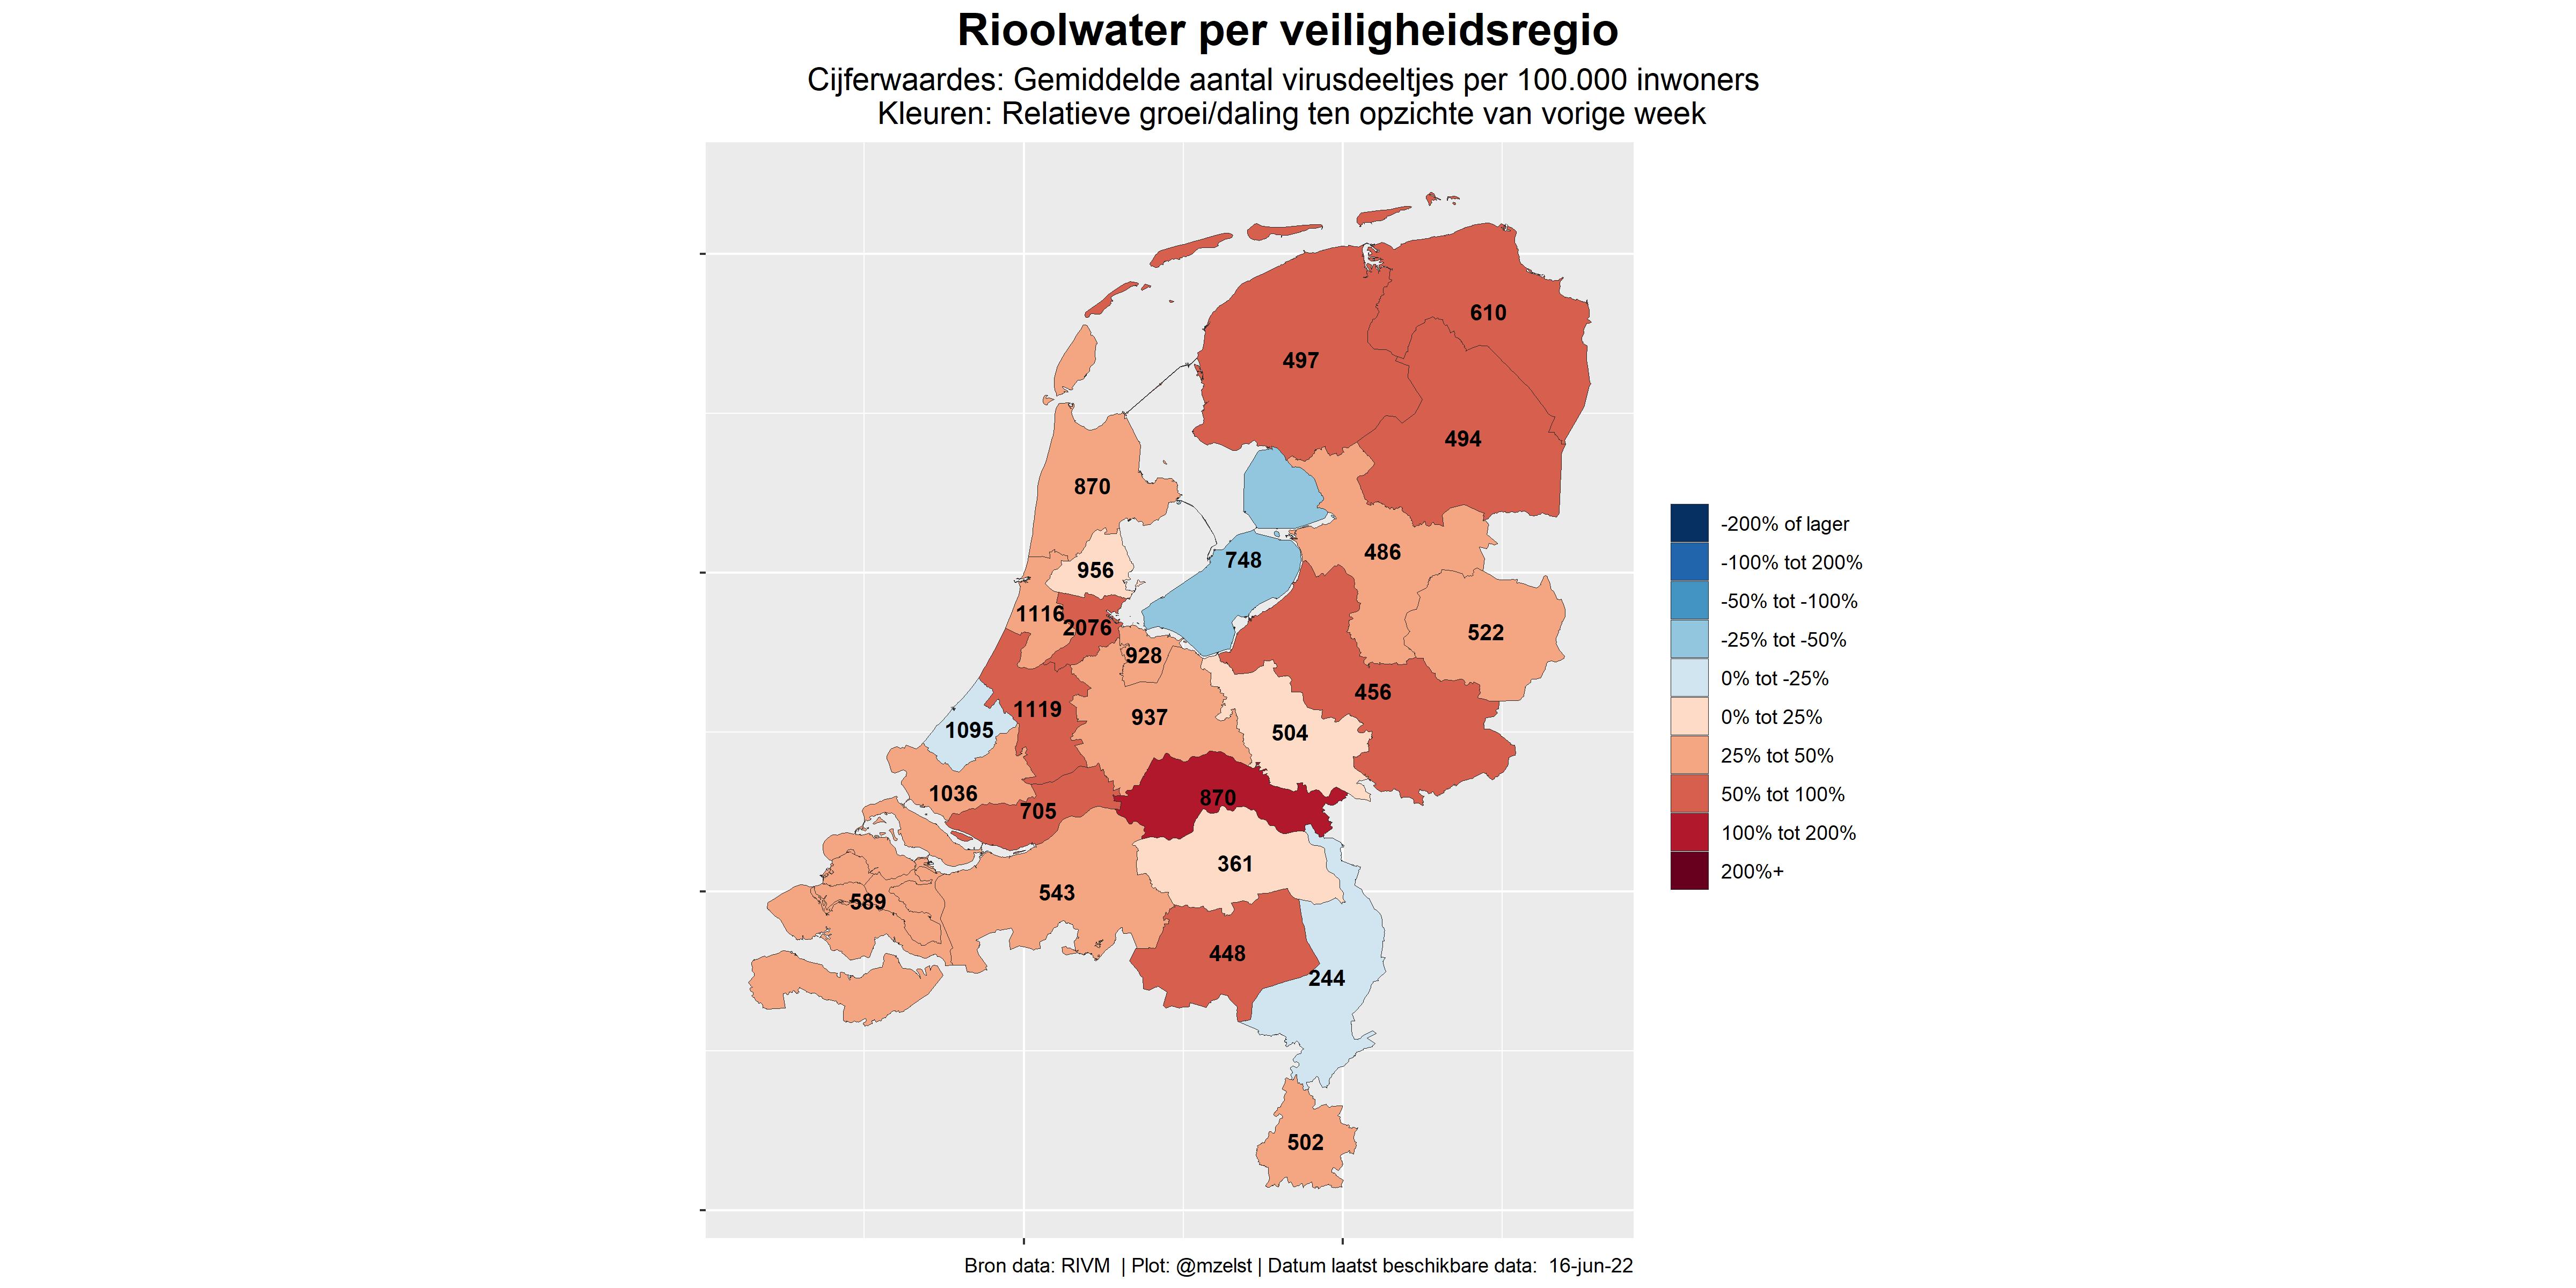 Rioolwater per veiligheidsregio
Cijferwaardes: Gemiddelde aantal virusdeeltjes per 100.000 inwoners
Kleuren: Relatieve groei/daling ten opzichte van vorige week
610
497
494
870
486
748
956
1116
2076
522
928
456
1119
937
1095
504
1036
870
705
361
543
589
448
244
502
-200% of lager
-100% tot 200%
-50% tot -100%
-25% tot -50%
0% tot -25%
0% tot 25%
25% tot 50%
50% tot 100%
100% tot 200%
200%+
Bron data: RIVM | Plot: @mzelst | Datum laatst beschikbare data: 16-jun-22